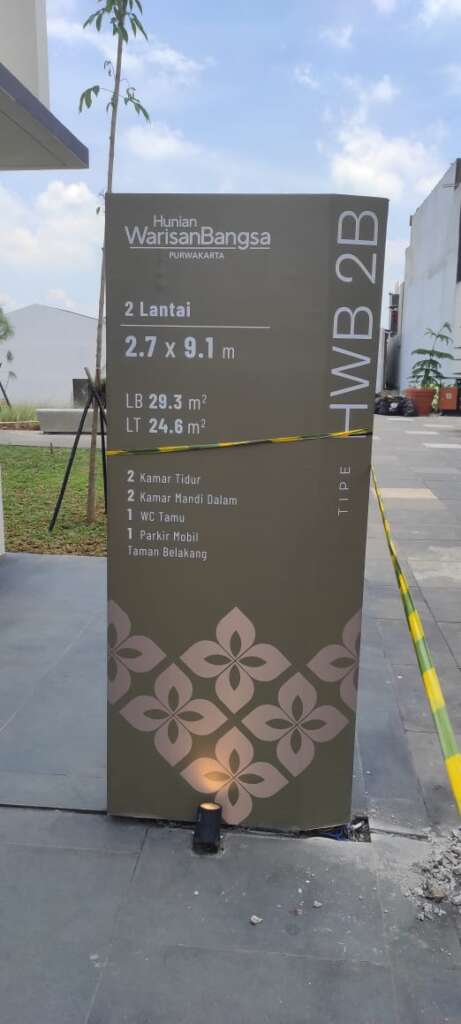 Hunian
WarisanBangsa
PURWAKARTA
2 Lantai
2.7 x 9.1 m
LB 29.3 m²
LT 24.6 m²
2 Kamar Tidur
2 Kamar Mandi Dalam
1 WC Tamu
1 Parkir Mobil
Taman Belakang
TIPE HWB 2B